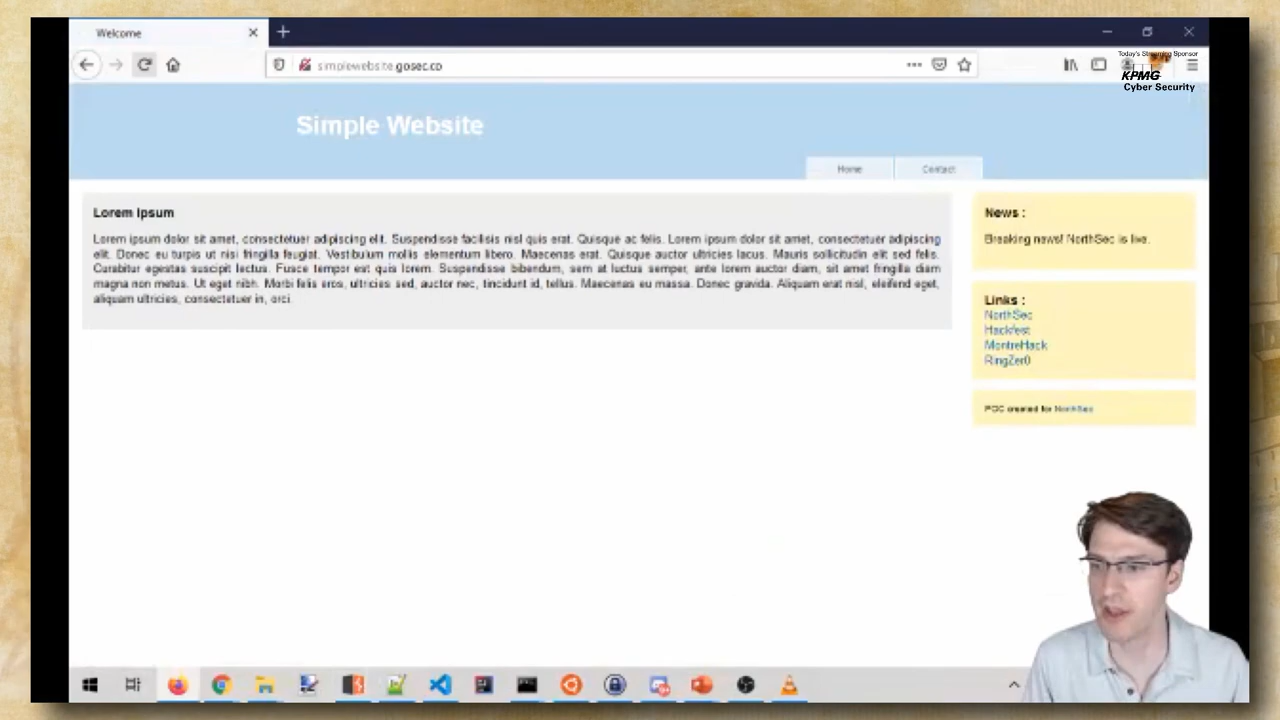 Welcome
Today's Streaming Sponsor
simplewebsite.gosec.co
KPMG
Cyber Security
Simple Website
Home
Contact
Lorem Ipsum
Lorem ipsum dolor sit amet, consectetuer adipiscing elit. Suspendisse facilisis nisl quis erat. Quisque ac felis. Lorem ipsum dolor sit amet, consectetuer adipiscing
elit. Donec eu turpis ut nisi fringilla feugiat. Vestibulum mollis elementum libero. Maecenas erat. Quisque auctor ultricies lacus. Mauris sollicitudin elit sed felis.
Curabitur egestas suscipit lectus. Fusce tempor est quis lorem. Suspendisse bibendum, sem at luctus semper, ante lorem auctor diam, sit amet fringilla diam
magna non metus. Ut eget nibh. Morbi felis eros, ultricies sed, auctor nec, tincidunt id, tellus. Maecenas eu massa. Donec gravida. Aliquam erat nisl, eleifend eget,
aliquam ultricies, consectetuer in, orci.
News :
Breaking news! NorthSec is live.
Links :
NorthSec
Hackfest
MontreHack
RingZer0
POC created for NorthSec